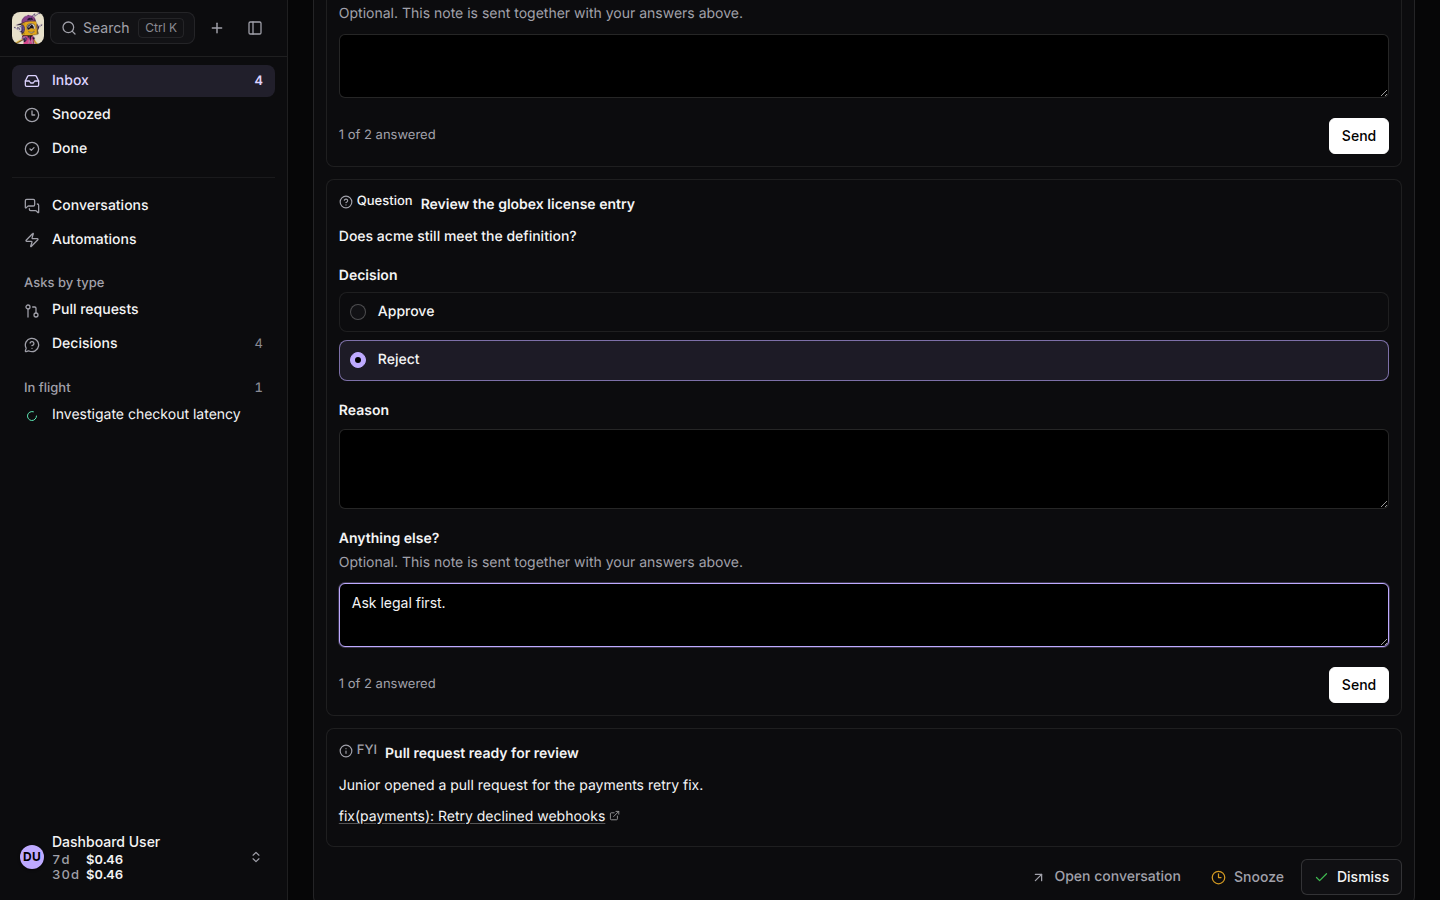 Search Ctrl K
Inbox 4
Snoozed
Done
Conversations
Automations
Asks by type
Pull requests
Decisions 4
In flight 1
Investigate checkout latency
DU Dashboard User
7d $0.46
30d $0.46
Optional. This note is sent together with your answers above.
1 of 2 answered
Send
Question Review the globex license entry
Does acme still meet the definition?
Decision
Approve
Reject
Reason
Anything else?
Optional. This note is sent together with your answers above.
Ask legal first.
1 of 2 answered
Send
FYI Pull request ready for review
Junior opened a pull request for the payments retry fix.
fix(payments): Retry declined webhooks
Open conversation Snooze Dismiss